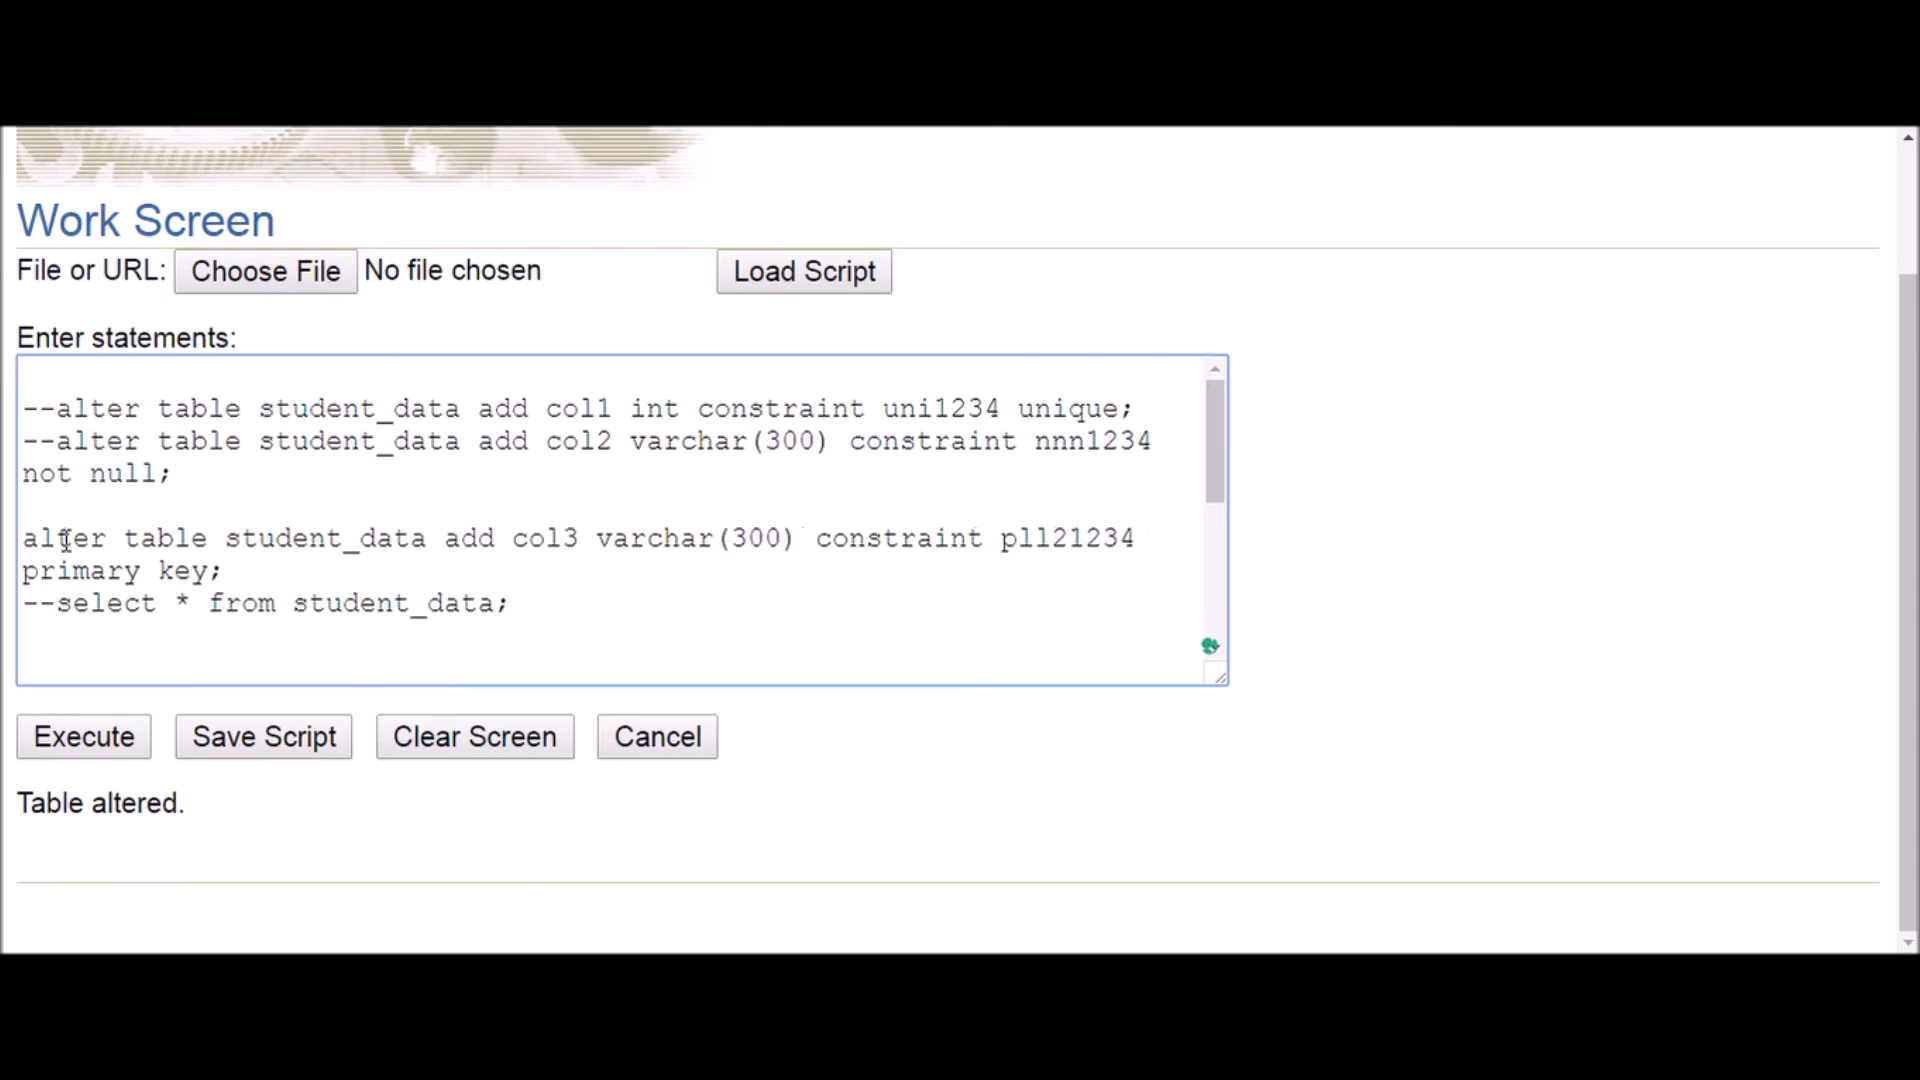 Work Screen
File or URL: Choose File No file chosen Load Script
Enter statements:
--alter table student_data add col1 int constraint uni1234 unique;
--alter table student_data add col2 varchar(300) constraint nnn1234
not null;
alter table student_data add col3 varchar(300) constraint pll21234
primary key;
--select * from student_data;
Execute Save Script Clear Screen Cancel
Table altered.